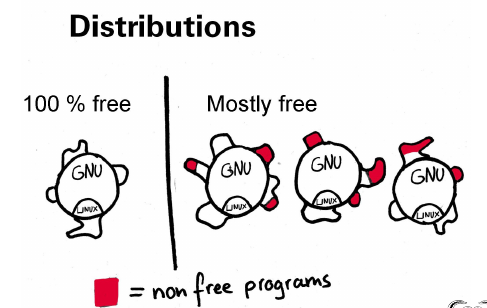 Distributions
100 % free
Mostly free
GNU
LINUX
GNU
LINUX
GNU
LINUX
GNU
LINUX
= non free programs